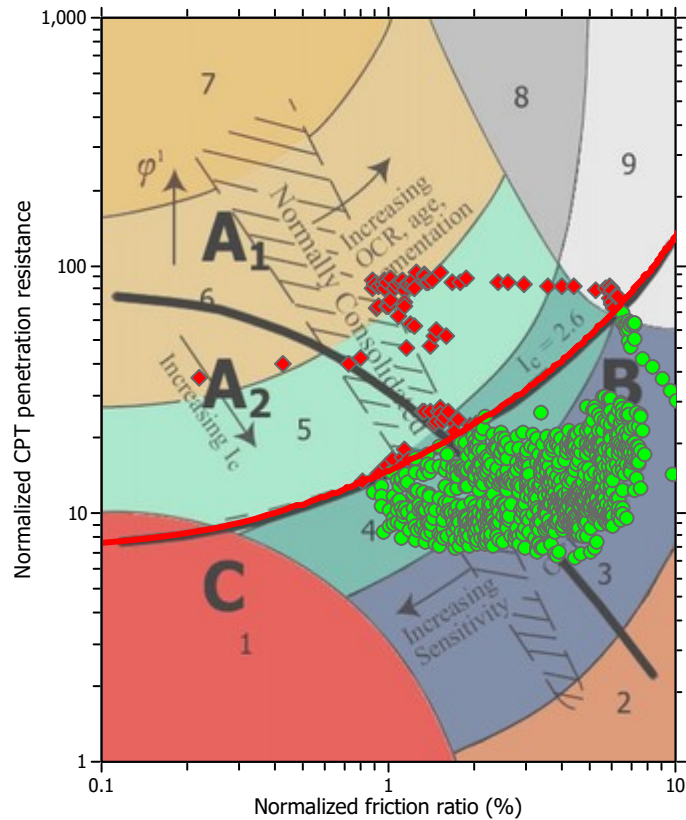 1,000
100
10
1
Normalized CPT penetration resistance
0.1
1
10
Normalized friction ratio (%)
7
8
9
φ¹
A₁
6
Normally Consolidated
Increasing
OCR, age,
A₂
Increasing Ic
5
Ic = 2.6
B
4
3
C
1
Increasing
Sensitivity
2